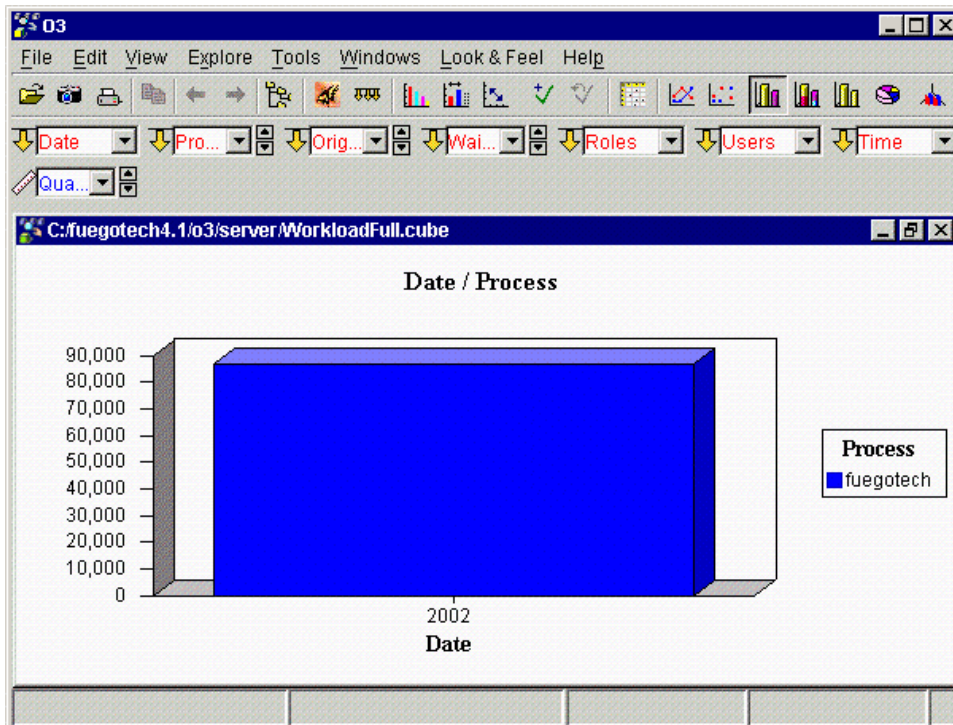 O3
File Edit View Explore Tools Windows Look & Feel Help
Date Pro... Orig... Wai... Roles Users Time
Qua...
C:/fuegotech4.1/o3/server/WorkloadFull.cube
Date / Process
90,000
80,000
70,000
60,000
50,000
40,000
30,000
20,000
10,000
0
Process
fuegotech
2002
Date